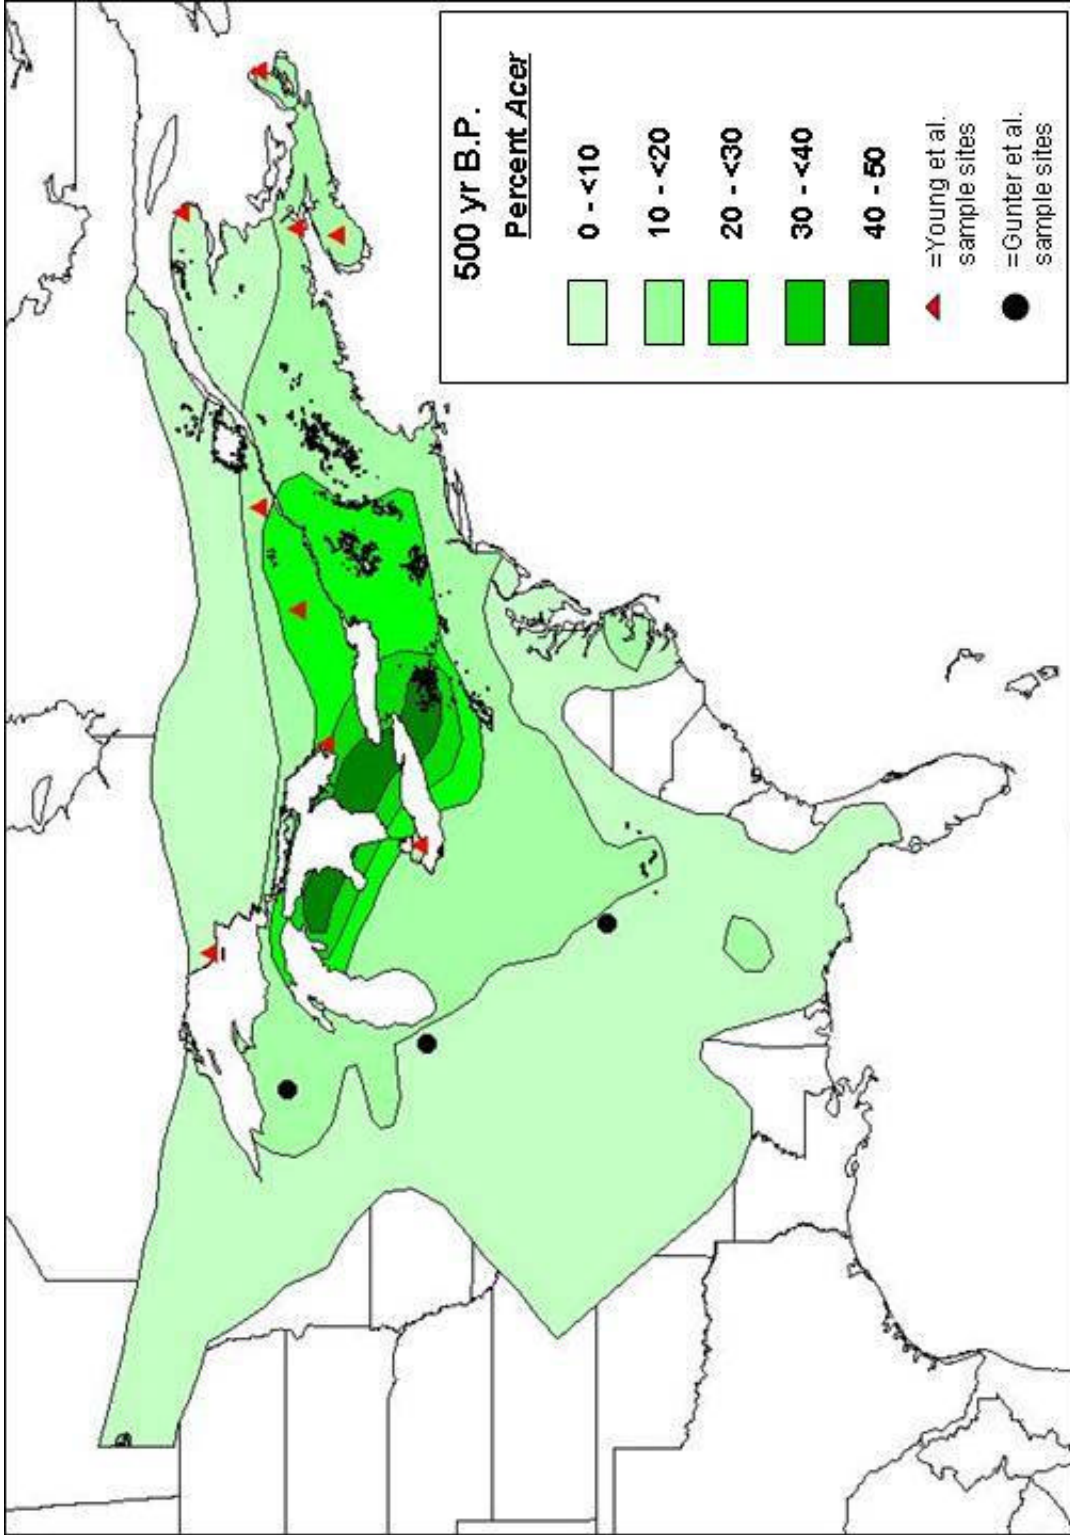 500 yr B.P.
Percent Acer
0 - <10
10 - <20
20 - <30
30 - <40
40 - 50
=Young et al.
sample sites
=Gunter et al.
sample sites